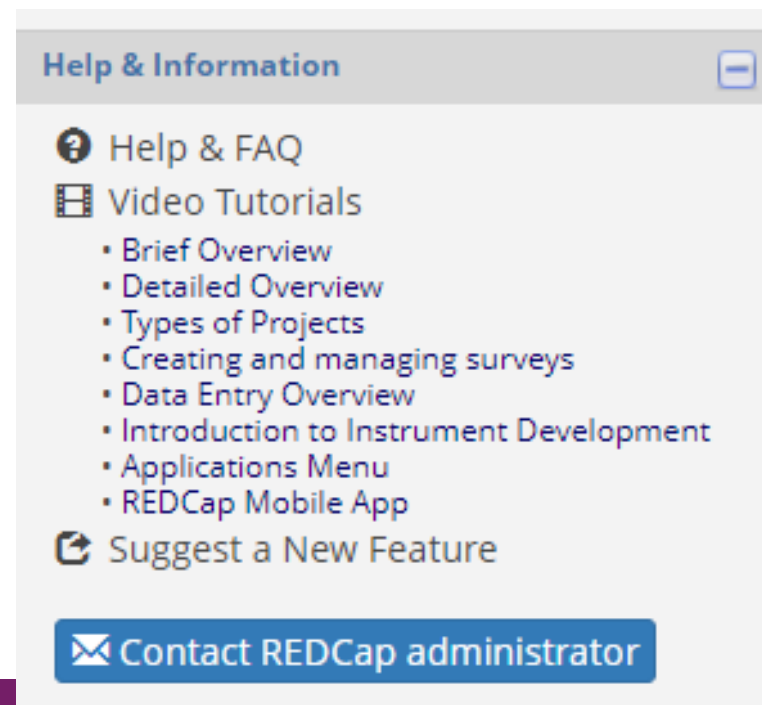 Help & Information
Help & FAQ
Video Tutorials
• Brief Overview
• Detailed Overview
• Types of Projects
• Creating and managing surveys
• Data Entry Overview
• Introduction to Instrument Development
• Applications Menu
• REDCap Mobile App
Suggest a New Feature
Contact REDCap administrator